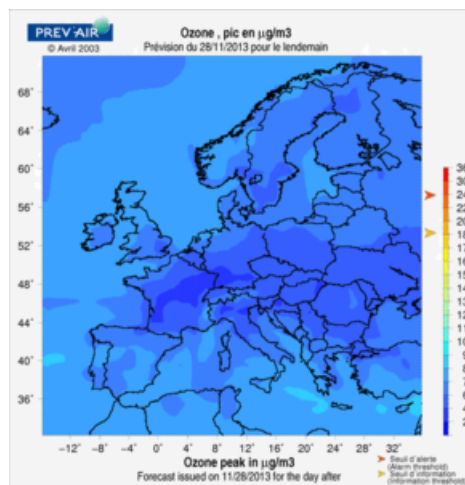 PREV'AIR
© Avril 2003
Ozone , pic en µg/m3
Prévision du 28/11/2013 pour le lendemain
68°
64°
60°
56°
52°
48°
44°
40°
36°
-12° -8° -4° 0° 4° 8° 12° 16° 20° 24° 28° 32°
Ozone peak in µg/m3
Forecast issued on 11/28/2013 for the day after
Seuil d'alerte
(Alarm threshold)
Seuil d'information
(Information threshold)